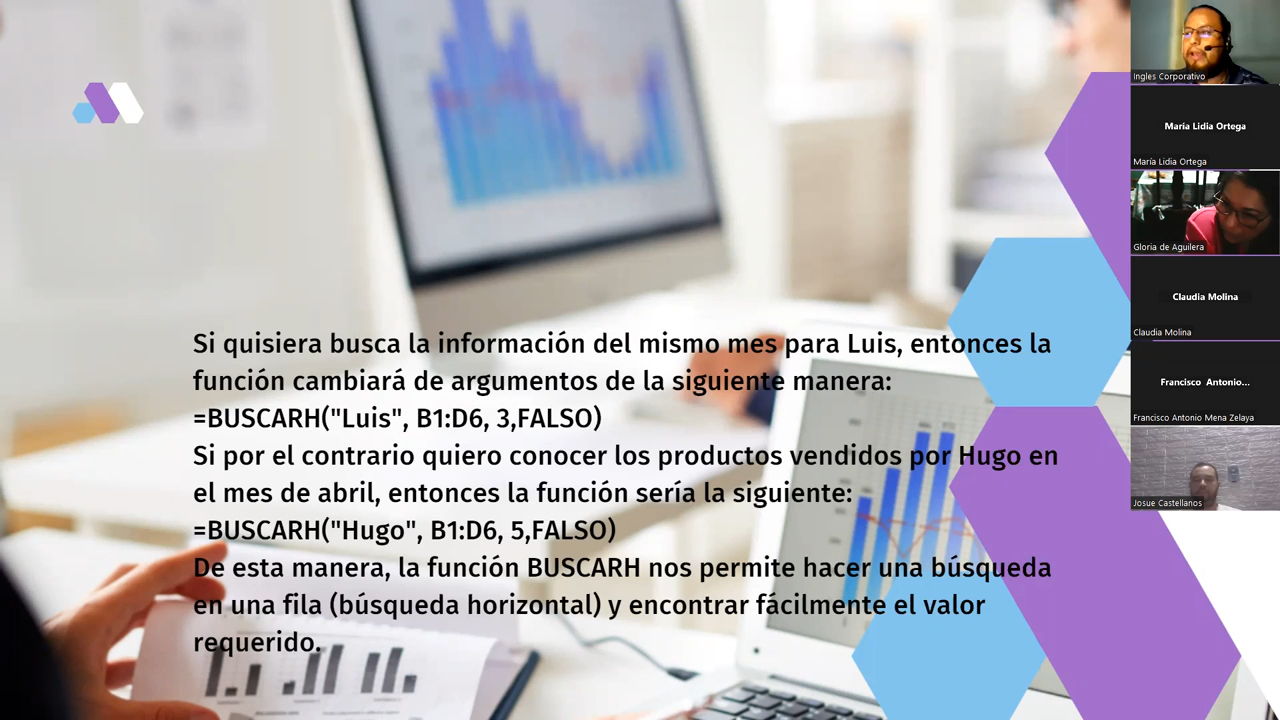 Si quisiera busca la información del mismo mes para Luis, entonces la
función cambiará de argumentos de la siguiente manera:
=BUSCARH("Luis", B1:D6, 3,FALSO)
Si por el contrario quiero conocer los productos vendidos por Hugo en
el mes de abril, entonces la función sería la siguiente:
=BUSCARH("Hugo", B1:D6, 5,FALSO)
De esta manera, la función BUSCARH nos permite hacer una búsqueda
en una fila (búsqueda horizontal) y encontrar fácilmente el valor
requerido.
Ingles Corporativo
María Lidia Ortega
María Lidia Ortega
Gloria de Aguilera
Claudia Molina
Claudia Molina
Francisco Antonio...
Francisco Antonio Mena Zelaya
Josue Castellanos